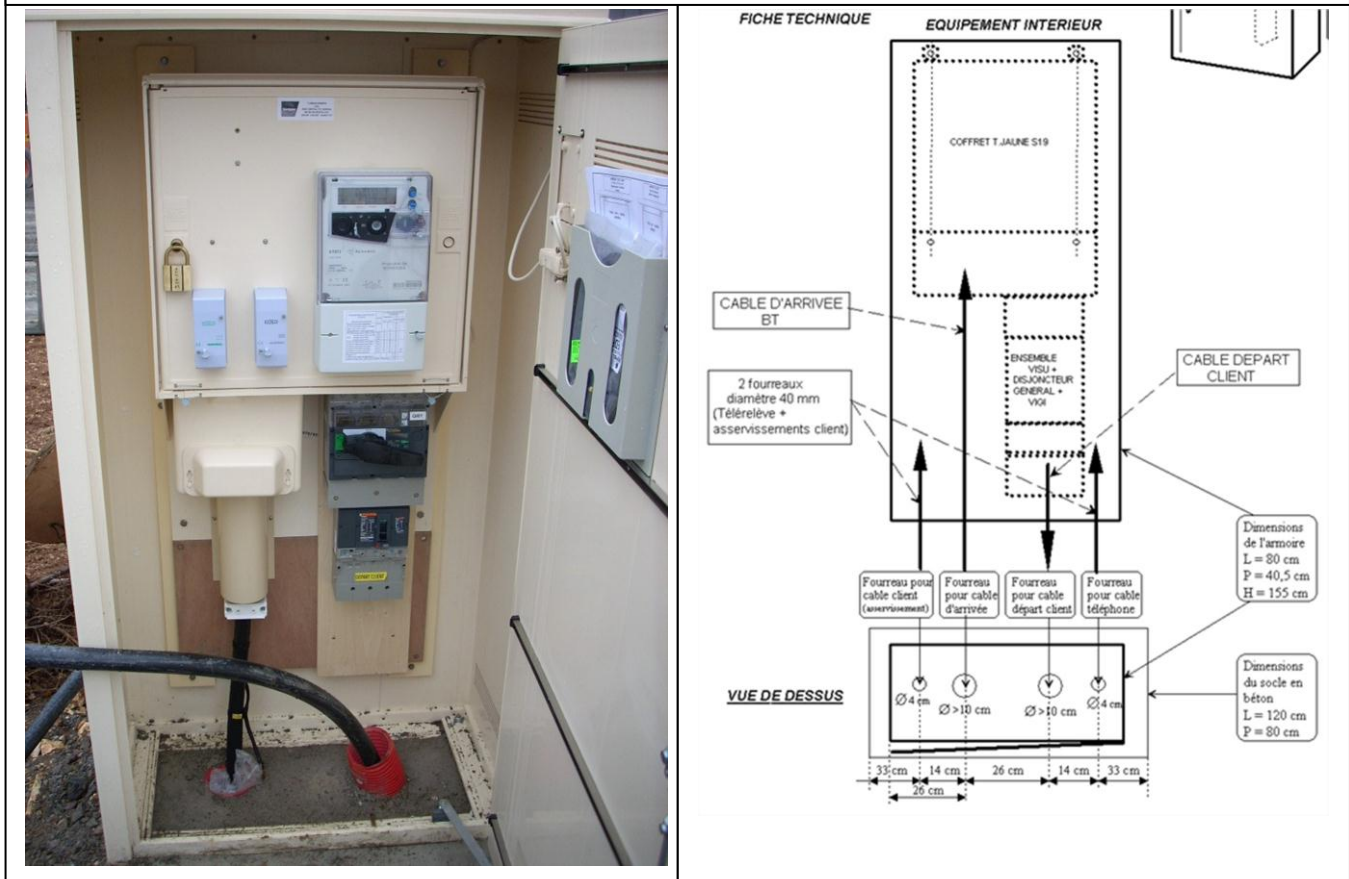 FICHE TECHNIQUE
EQUIPEMENT INTERIEUR
COFFRET T.JAUNE S19
CABLE D'ARRIVEE
BT
2 fourreaux
diamètre 40 mm
(Télérelève +
asservissements client)
ENSEMBLE
VISU +
DISJONCTEUR
GENERAL +
VIGI
CABLE DEPART
CLIENT
Dimensions
de l'armoire
L = 80 cm
P = 40,5 cm
H = 155 cm
Fourreau pour
cable client
(asservissement)
Fourreau
pour cable
d'arrivée
Fourreau
pour cable
départ client
Fourreau
pour cable
téléphone
VUE DE DESSUS
Ø 4 cm
Ø >10 cm
Ø >10 cm
Ø 4 cm
Dimensions
du socle en
béton
L = 120 cm
P = 80 cm
33 cm
14 cm
26 cm
14 cm
33 cm
26 cm